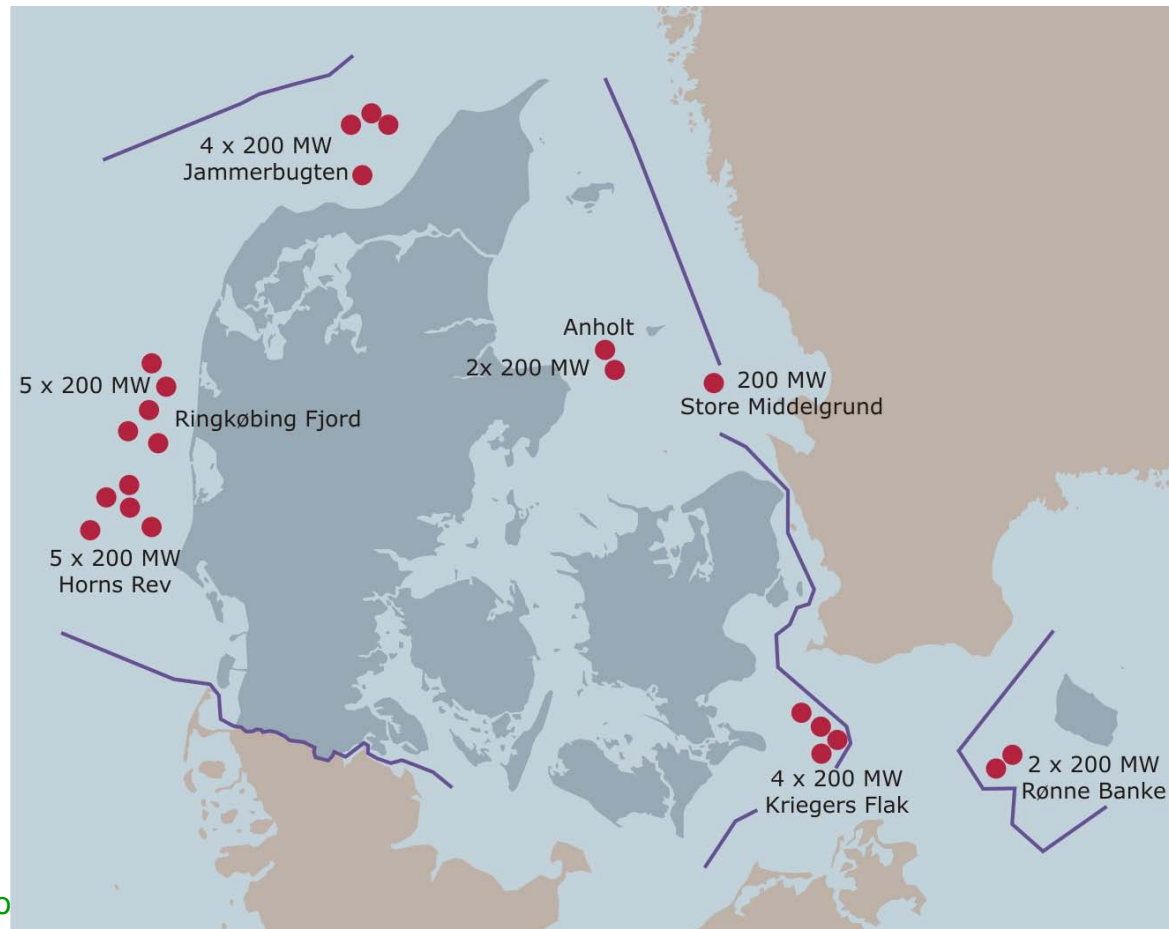 4 x 200 MW
Jammerbugten
Anholt
2x 200 MW
200 MW
Store Middelgrund
5 x 200 MW
Ringkøbing Fjord
5 x 200 MW
Horns Rev
4 x 200 MW
Kriegers Flak
2 x 200 MW
Rønne Banke